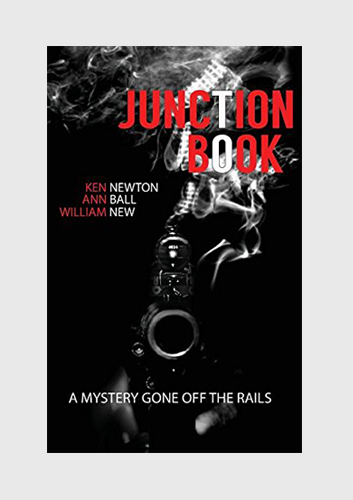 JUNCTION
BOOK
KEN NEWTON
ANN BALL
WILLIAM NEW
A MYSTERY GONE OFF THE RAILS